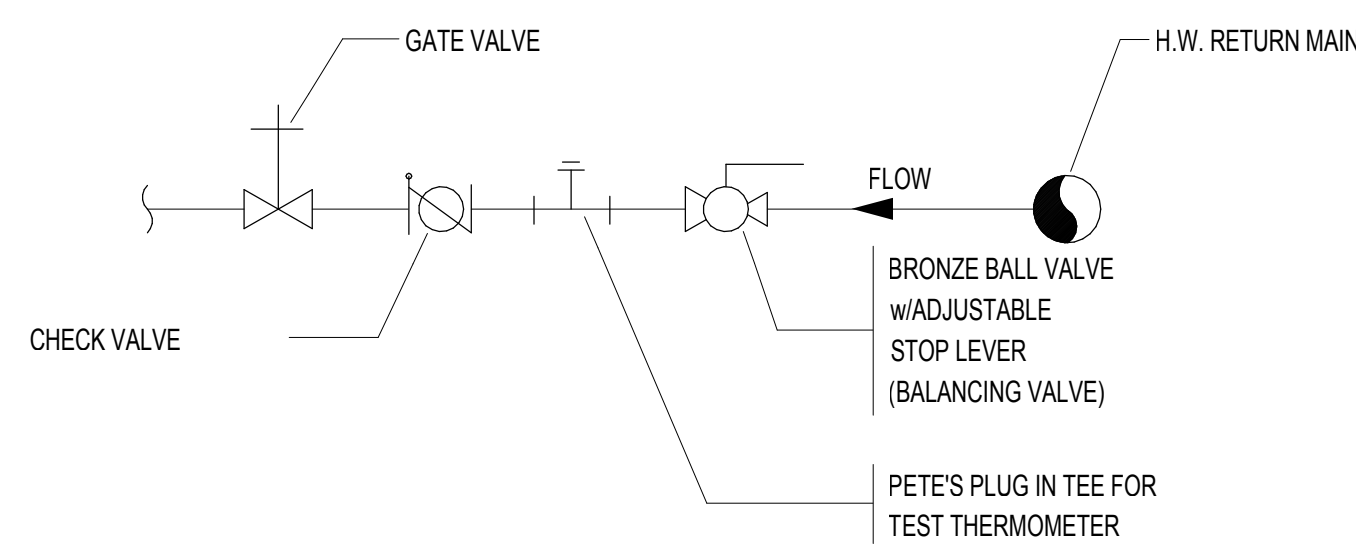 GATE VALVE
H.W. RETURN MAIN
FLOW
BRONZE BALL VALVE
w/ADJUSTABLE
STOP LEVER
(BALANCING VALVE)
CHECK VALVE
PETE'S PLUG IN TEE FOR
TEST THERMOMETER